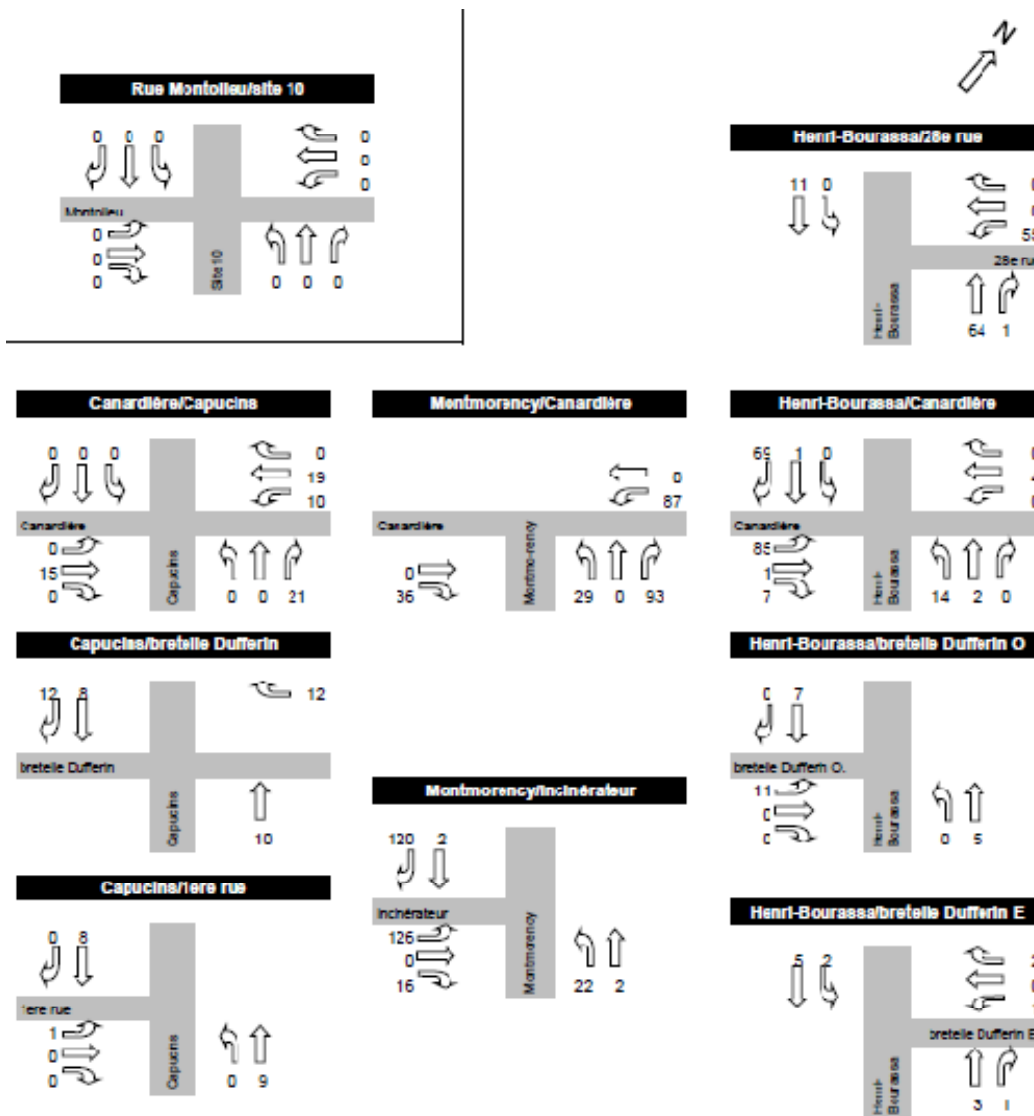 N
Rue Montolieu/site 10
0 0 0
0
0
0
Montolieu
0
0
0
Site 10
0 0 0
Henri-Bourassa/28e rue
11 0
28e
Henri-Bourassa
64 1
Canardière/Capucins
0 0 0
0
19
10
Canardière
0
15
0
Capucins
0 0 21
Montmorency/Canardière
0
87
Canardière
0
36
Montmorency
29 0 93
Henri-Bourassa/Canardière
69 1 0
Canardière
85
1
7
Henri-Bourassa
14 2 0
Capucins/bretelle Dufferin
12 8
12
bretelle Dufferin
Capucins
10
Henri-Bourassa/bretelle Dufferin O
0 7
bretelle Dufferin O.
11
0
0
Henri-Bourassa
0 5
Montmorency/Incinérateur
120 2
Incinérateur
126
0
16
Montmorency
22 2
Capucins/1ere rue
0 8
1ere rue
1
0
0
Capucins
0 9
Henri-Bourassa/bretelle Dufferin E
5 2
bretelle Dufferin E
Henri-Bourassa
3 1